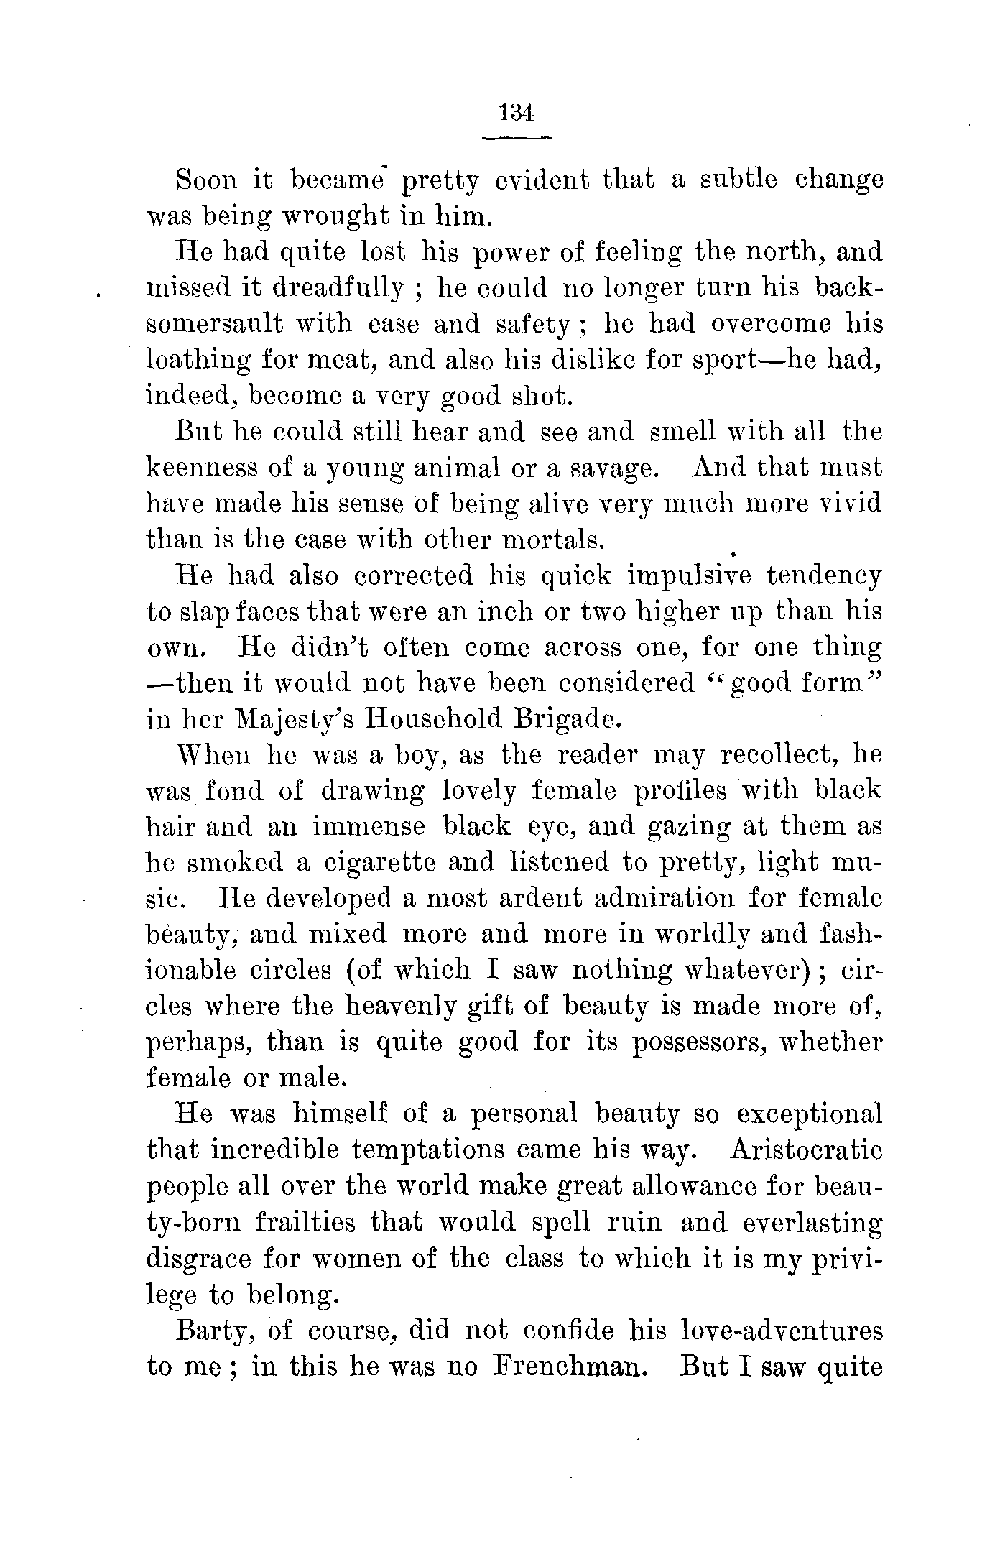 134
Soon it became pretty evident that a subtle change
was being wrought in him.
He had quite lost his power of feeling the north, and
missed it dreadfully ; he could no longer turn his back-
somersault with ease and safety ; he had overcome his
loathing for meat, and also his dislike for sport—he had,
indeed, become a very good shot.
But he could still hear and see and smell with all the
keenness of a young animal or a savage. And that must
have made his sense of being alive very much more vivid
than is the case with other mortals.
He had also corrected his quick impulsive tendency
to slap faces that were an inch or two higher up than his
own. He didn't often come across one, for one thing
—then it would not have been considered “good form”
in her Majesty's Household Brigade.
When he was a boy, as the reader may recollect, he
was fond of drawing lovely female profiles with black
hair and an immense black eye, and gazing at them as
he smoked a cigarette and listened to pretty, light mu-
sic. He developed a most ardent admiration for female
beauty, and mixed more and more in worldly and fash-
ionable circles (of which I saw nothing whatever) ; cir-
cles where the heavenly gift of beauty is made more of,
perhaps, than is quite good for its possessors, whether
female or male.
He was himself of a personal beauty so exceptional
that incredible temptations came his way. Aristocratic
people all over the world make great allowance for beau-
ty-born frailties that would spell ruin and everlasting
disgrace for women of the class to which it is my privi-
lege to belong.
Barty, of course, did not confide his love-adventures
to me ; in this he was no Frenchman. But I saw quite